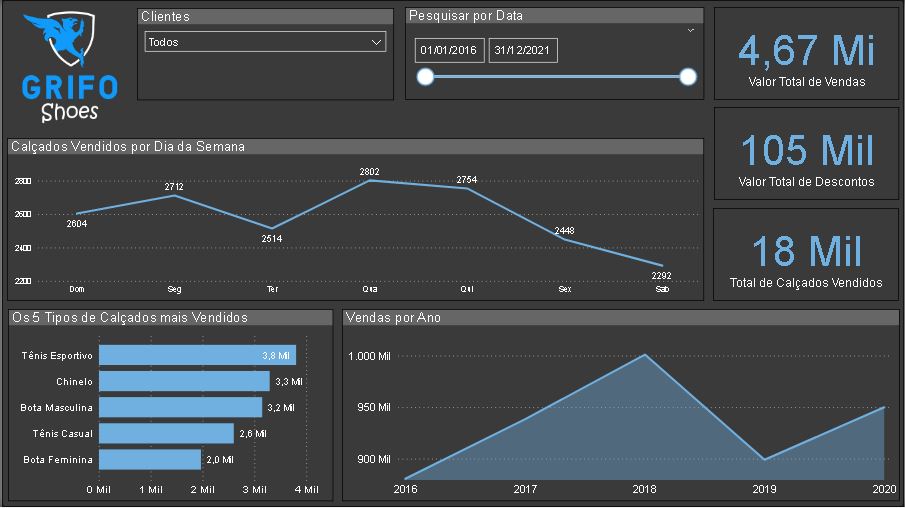 GRIFO
Shoes
Clientes
Todos
Pesquisar por Data
01/01/2016 31/12/2021
4,67 Mi
Valor Total de Vendas
105 Mil
Valor Total de Descontos
18 Mil
Total de Calçados Vendidos
Calçados Vendidos por Dia da Semana
2800
2600
2400
2200
2604
2712
2514
2802
2754
2448
2292
Dom Seg Ter Qua Qui Sex Sab
Os 5 Tipos de Calçados mais Vendidos
Tênis Esportivo 3,8 Mil
Chinelo 3,3 Mil
Bota Masculina 3,2 Mil
Tênis Casual 2,6 Mil
Bota Feminina 2,0 Mil
0 Mil 1 Mil 2 Mil 3 Mil 4 Mil
Vendas por Ano
1.000 Mil
950 Mil
900 Mil
2016 2017 2018 2019 2020